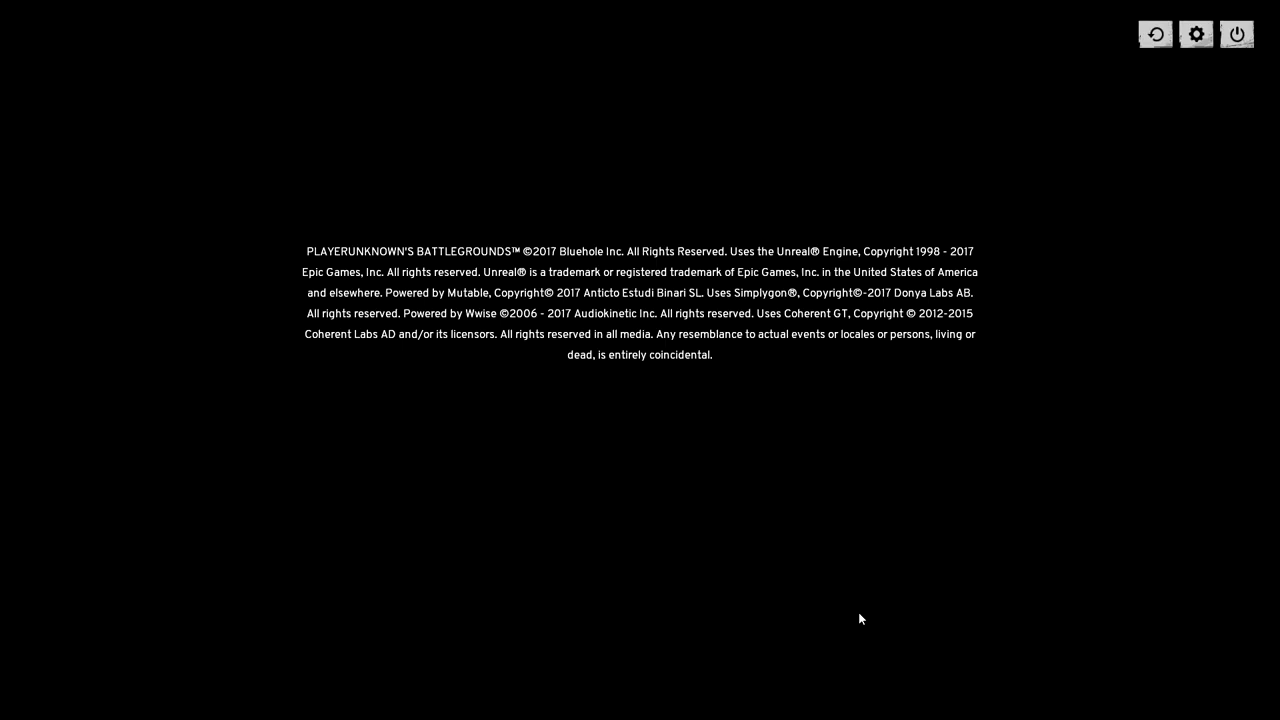 PLAYERUNKNOWN'S BATTLEGROUNDS™ ©2017 Bluehole Inc. All Rights Reserved. Uses the Unreal® Engine, Copyright 1998 - 2017
Epic Games, Inc. All rights reserved. Unreal® is a trademark or registered trademark of Epic Games, Inc. in the United States of America
and elsewhere. Powered by Mutable, Copyright© 2017 Anticto Estudi Binari SL. Uses Simplygon®, Copyright©-2017 Donya Labs AB.
All rights reserved. Powered by Wwise ©2006 - 2017 Audiokinetic Inc. All rights reserved. Uses Coherent GT, Copyright © 2012-2015
Coherent Labs AD and/or its licensors. All rights reserved in all media. Any resemblance to actual events or locales or persons, living or
dead, is entirely coincidental.